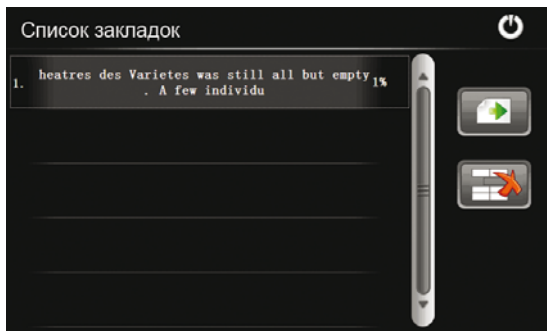 Список закладок
1. heatres des Varietes was still all but empty 1%
. A few individu